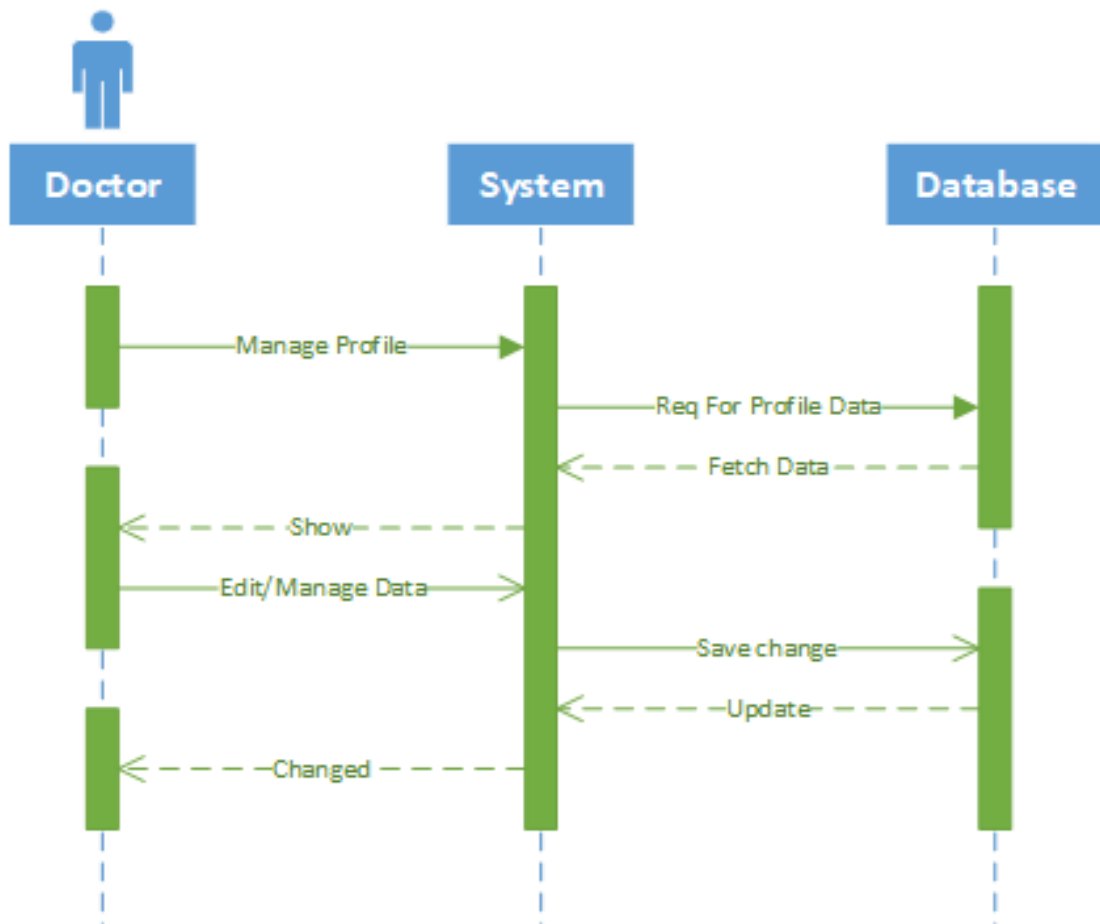 Doctor
System
Database
Manage Profile
Req For Profile Data
Fetch Data
Show
Edit/Manage Data
Save change
Update
Changed